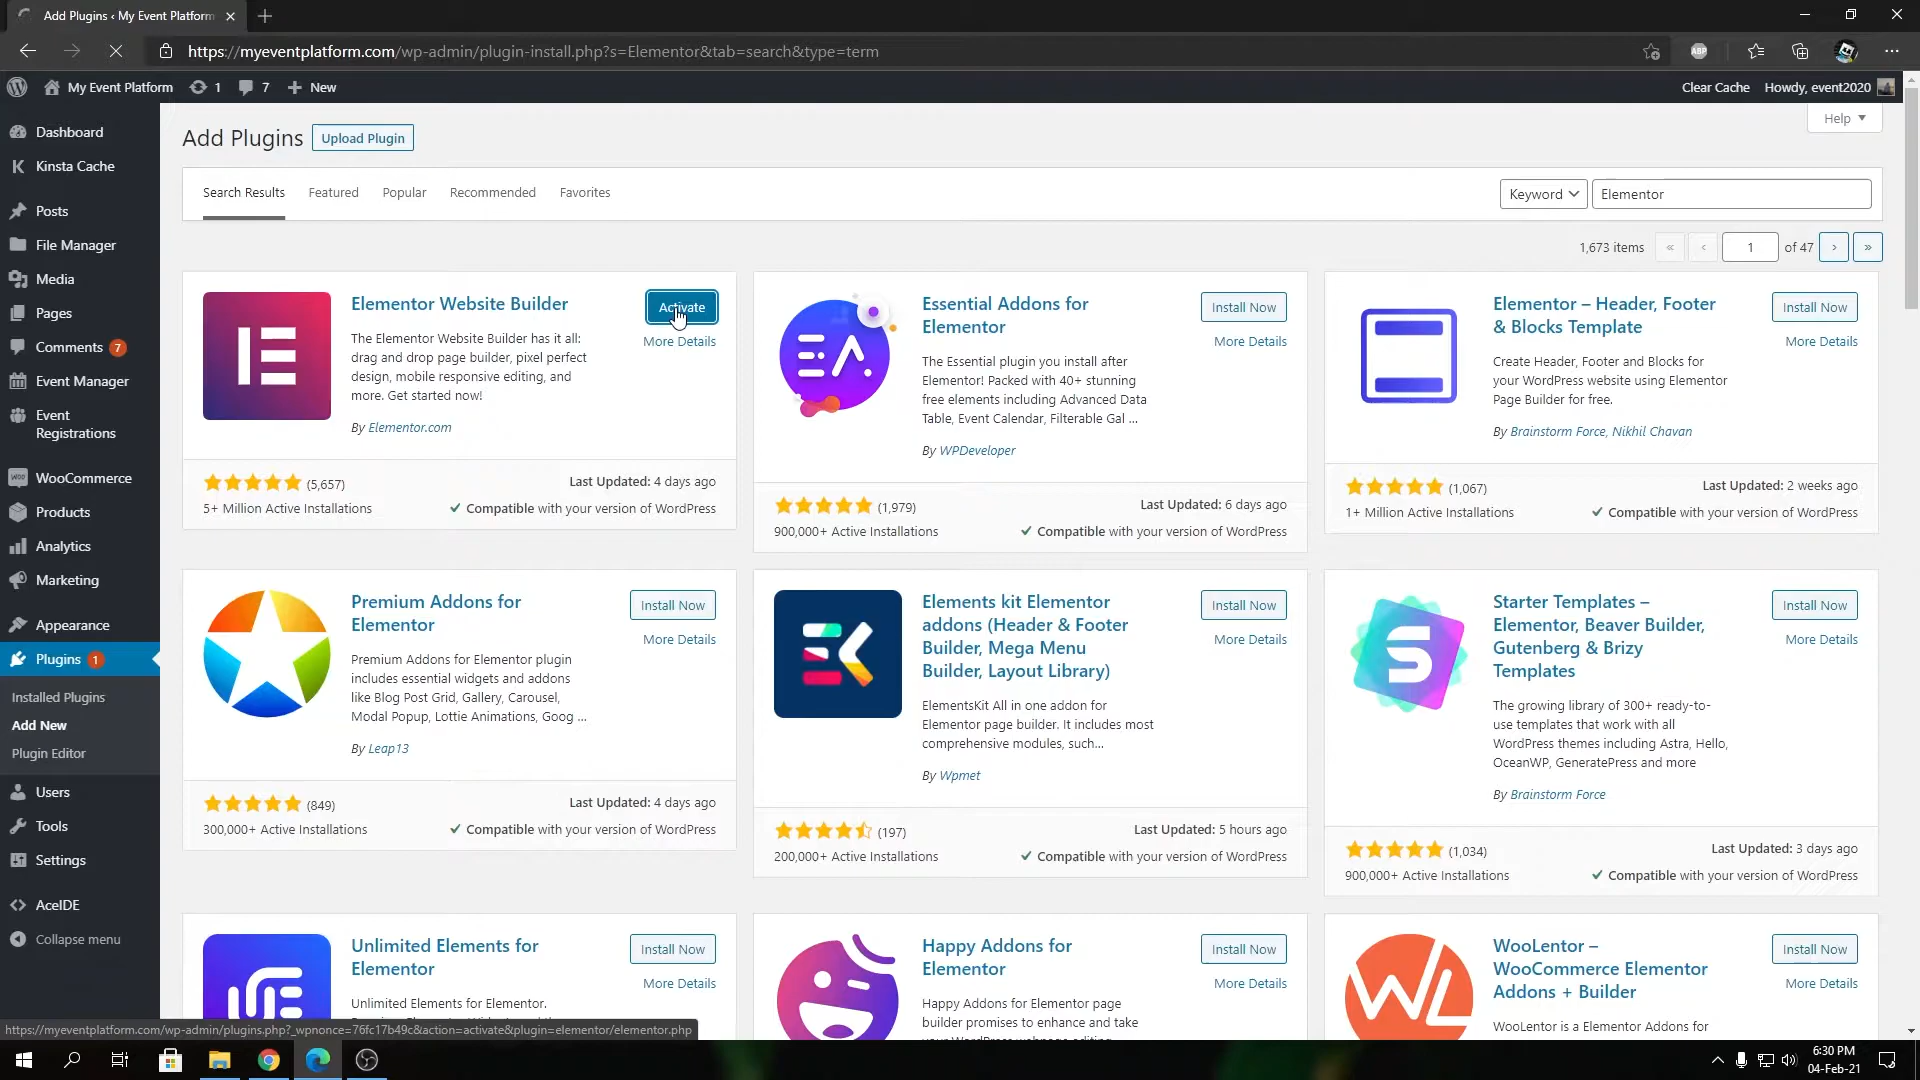 Add Plugins ‹ My Event Platform
https://myeventplatform.com/wp-admin/plugin-install.php?s=Elementor&tab=search&type=term
ABP
My Event Platform 1 7 New
Clear Cache Howdy, event2020
Dashboard
Kinsta Cache
Posts
File Manager
Media
Pages
Comments 7
Event Manager
Event
Registrations
WooCommerce
Products
Analytics
Marketing
Appearance
Plugins 1
Installed Plugins
Add New
Plugin Editor
Users
Tools
Settings
AceIDE
Collapse menu
Help
Add Plugins Upload Plugin
Search Results Featured Popular Recommended Favorites
Keyword Elementor
1,673 items « ‹ 1 of 47 › »
Elementor Website Builder
Activate
More Details
The Elementor Website Builder has it all:
drag and drop page builder, pixel perfect
design, mobile responsive editing, and
more. Get started now!
By Elementor.com
(5,657)
5+ Million Active Installations
Last Updated: 4 days ago
Compatible with your version of WordPress
Essential Addons for
Elementor
Install Now
More Details
The Essential plugin you install after
Elementor! Packed with 40+ stunning
free elements including Advanced Data
Table, Event Calendar, Filterable Gal ...
By WPDeveloper
(1,979)
900,000+ Active Installations
Last Updated: 6 days ago
Compatible with your version of WordPress
Elementor – Header, Footer
& Blocks Template
Install Now
More Details
Create Header, Footer and Blocks for
your WordPress website using Elementor
Page Builder for free.
By Brainstorm Force, Nikhil Chavan
(1,067)
1+ Million Active Installations
Last Updated: 2 weeks ago
Compatible with your version of WordPress
Premium Addons for
Elementor
Install Now
More Details
Premium Addons for Elementor plugin
includes essential widgets and addons
like Blog Post Grid, Gallery, Carousel,
Modal Popup, Lottie Animations, Goog ...
By Leap13
(849)
300,000+ Active Installations
Last Updated: 4 days ago
Compatible with your version of WordPress
Elements kit Elementor
addons (Header & Footer
Builder, Mega Menu
Builder, Layout Library)
Install Now
More Details
ElementsKit All in one addon for
Elementor page builder. It includes most
comprehensive modules, such...
By Wpmet
(197)
200,000+ Active Installations
Last Updated: 5 hours ago
Compatible with your version of WordPress
Starter Templates –
Elementor, Beaver Builder,
Gutenberg & Brizy
Templates
Install Now
More Details
The growing library of 300+ ready-to-
use templates that work with all
WordPress themes including Astra, Hello,
OceanWP, GeneratePress and more
By Brainstorm Force
(1,034)
900,000+ Active Installations
Last Updated: 3 days ago
Compatible with your version of WordPress
Unlimited Elements for
Elementor
Install Now
More Details
Unlimited Elements for Elementor.
Happy Addons for
Elementor
Install Now
More Details
Happy Addons for Elementor page
builder promises to enhance and take
WooLentor –
WooCommerce Elementor
Addons + Builder
Install Now
More Details
WooLentor is a Elementor Addons for
https://myeventplatform.com/wp-admin/plugins.php?_wpnonce=76fc17b49c&action=activate&plugin=elementor/elementor.php
6:30 PM
04-Feb-21